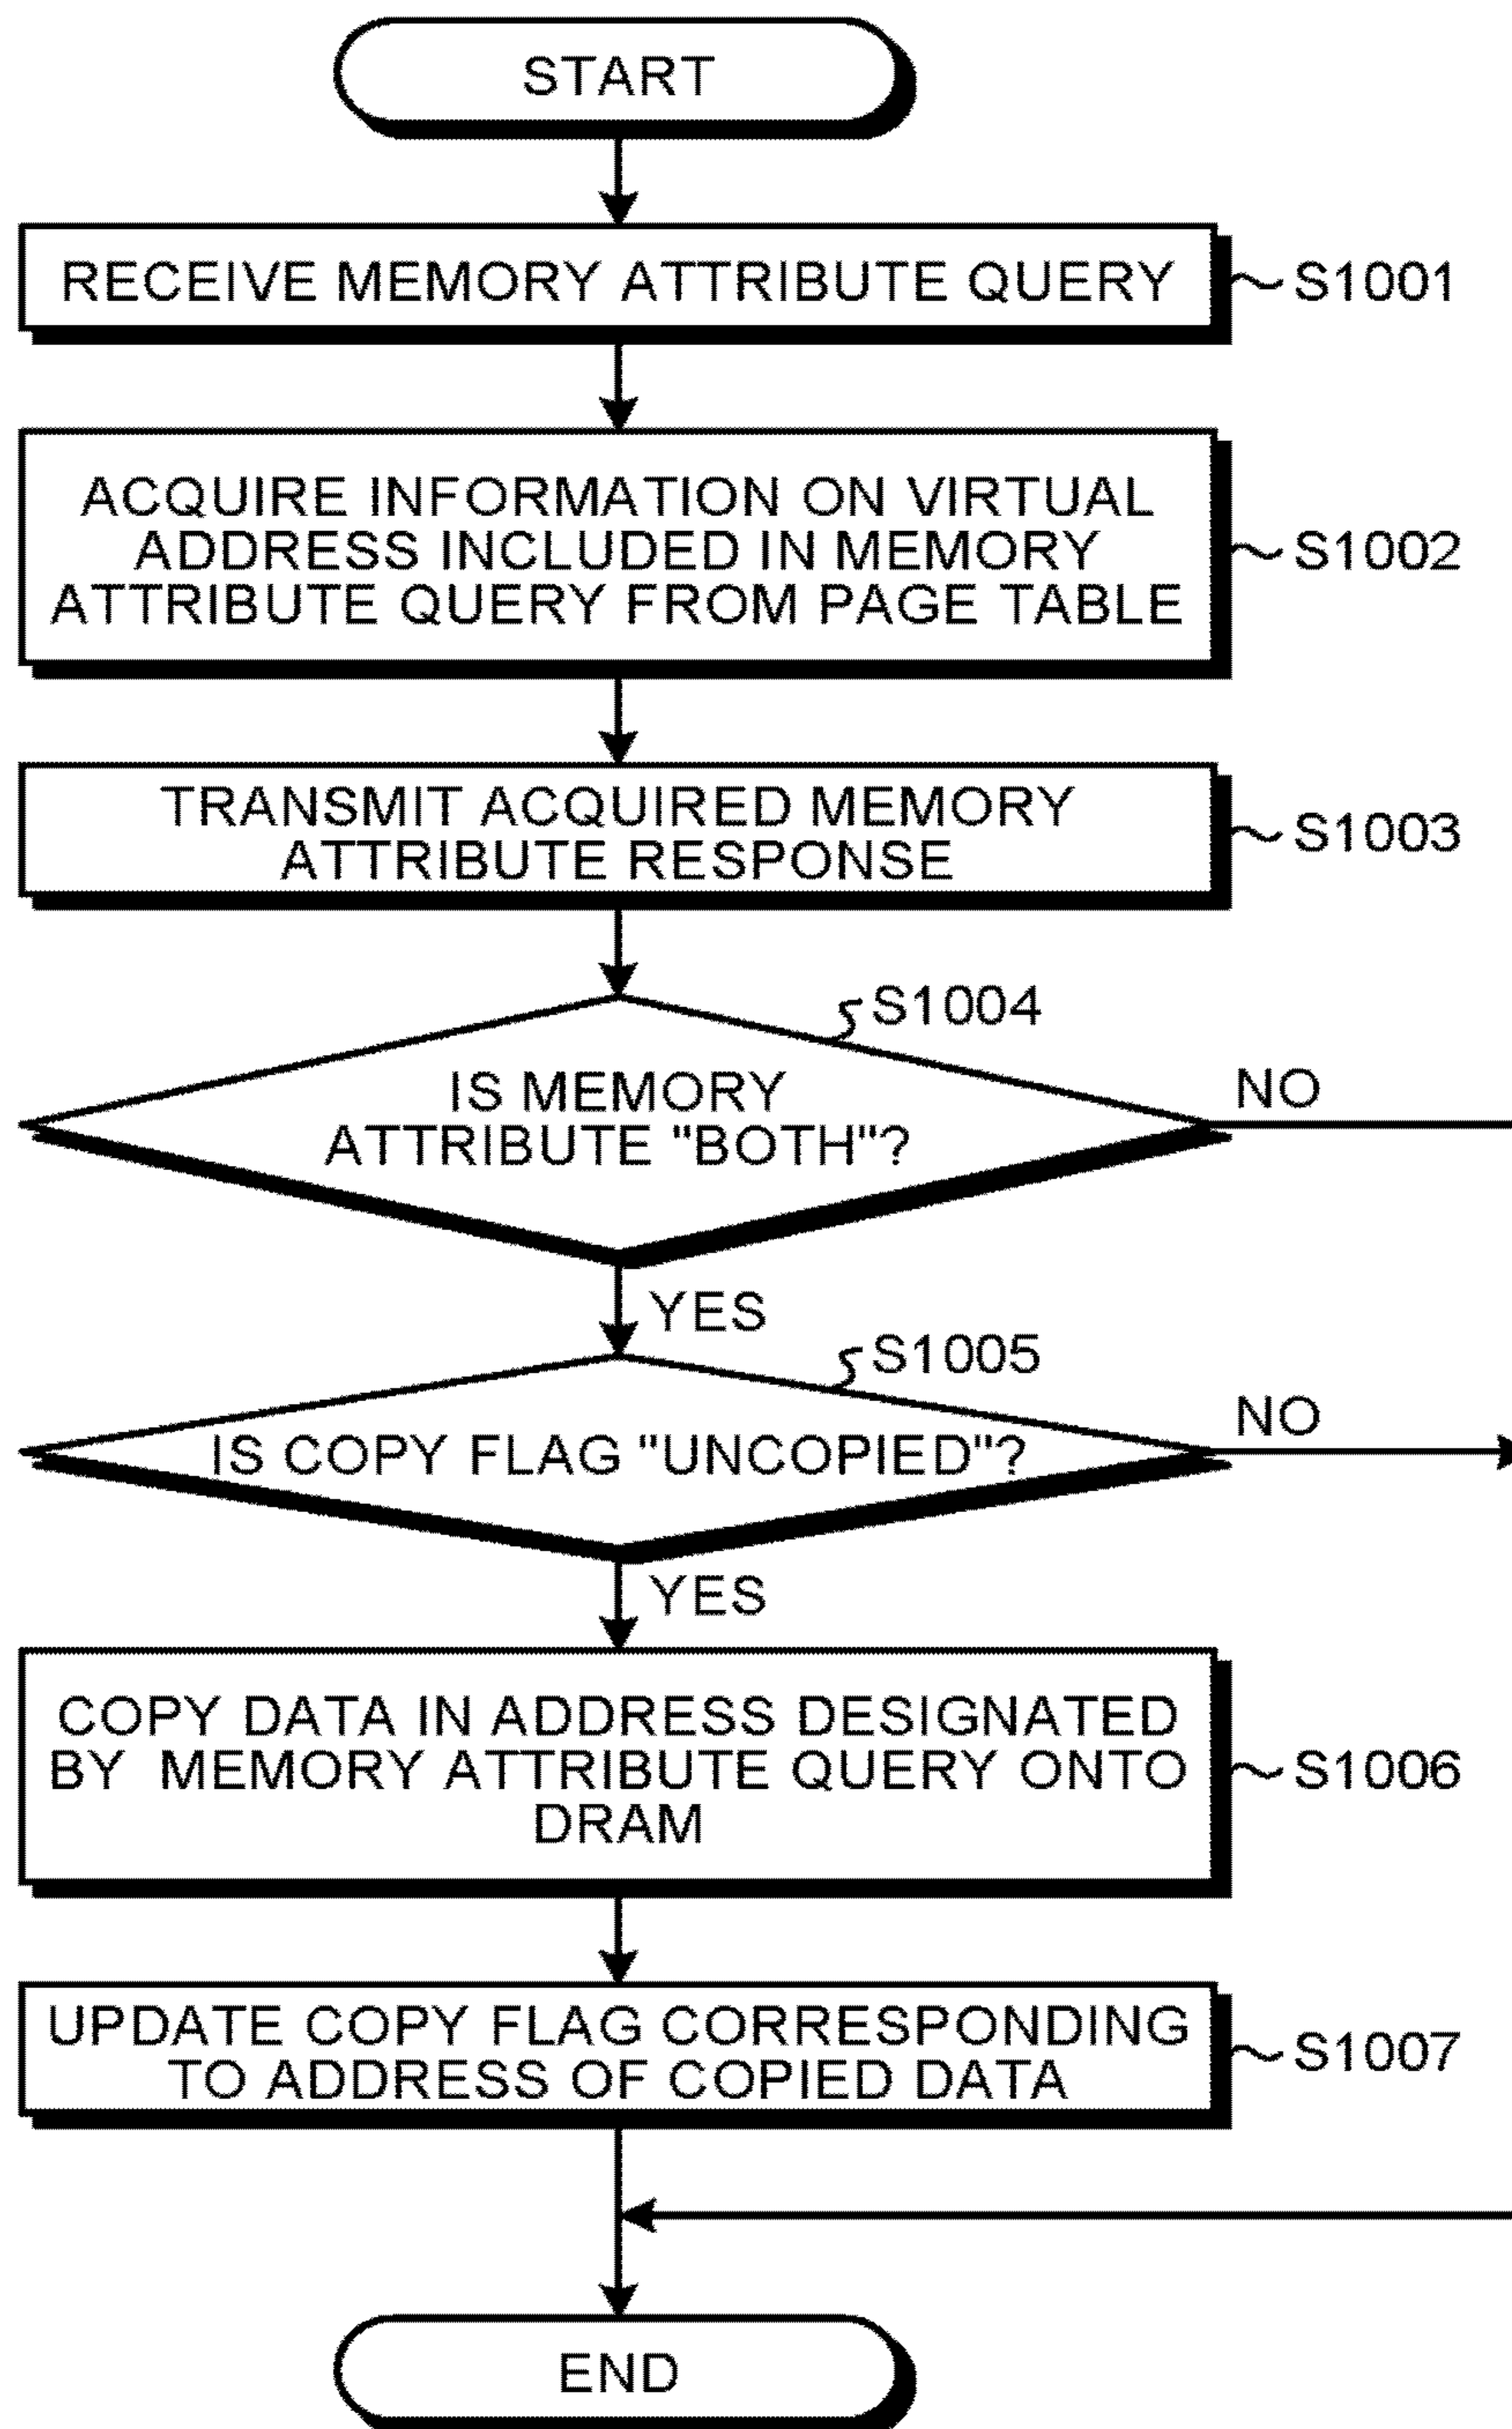 START
RECEIVE MEMORY ATTRIBUTE QUERY
S1001
ACQUIRE INFORMATION ON VIRTUAL
ADDRESS INCLUDED IN MEMORY
ATTRIBUTE QUERY FROM PAGE TABLE
S1002
TRANSMIT ACQUIRED MEMORY
ATTRIBUTE RESPONSE
S1003
S1004
IS MEMORY
ATTRIBUTE "BOTH"?
NO
YES
S1005
IS COPY FLAG "UNCOPIED"?
NO
YES
COPY DATA IN ADDRESS DESIGNATED
BY MEMORY ATTRIBUTE QUERY ONTO
DRAM
S1006
UPDATE COPY FLAG CORRESPONDING
TO ADDRESS OF COPIED DATA
S1007
END